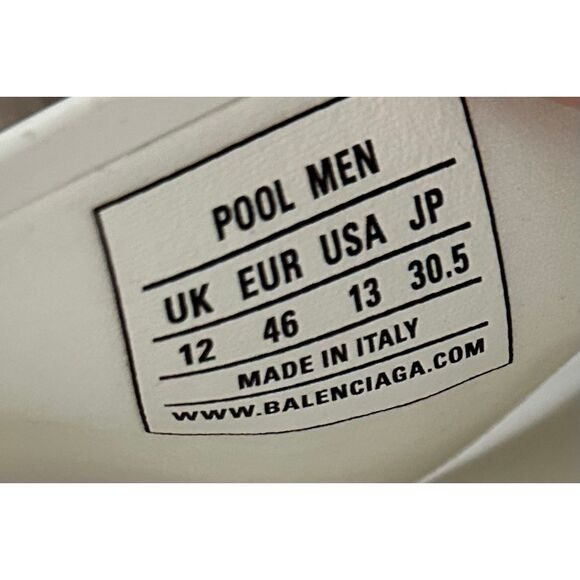 POOL MEN
UK EUR USA JP
12 46 13 30.5
MADE IN ITALY
WWW.BALENCIAGA.COM